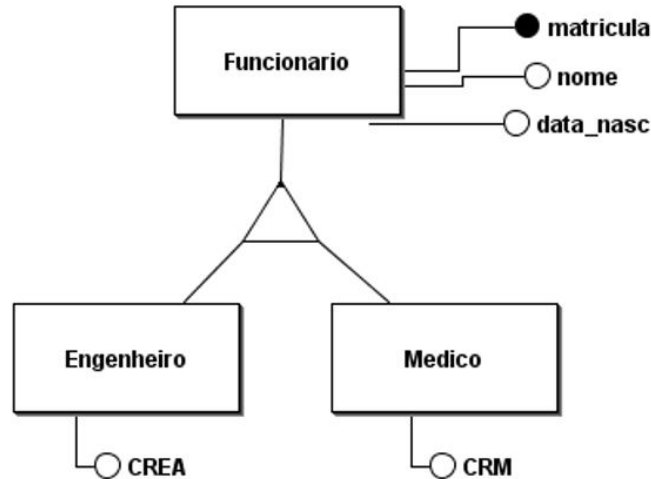 Funcionario
matricula
nome
data_nasc
Engenheiro
Medico
CREA
CRM